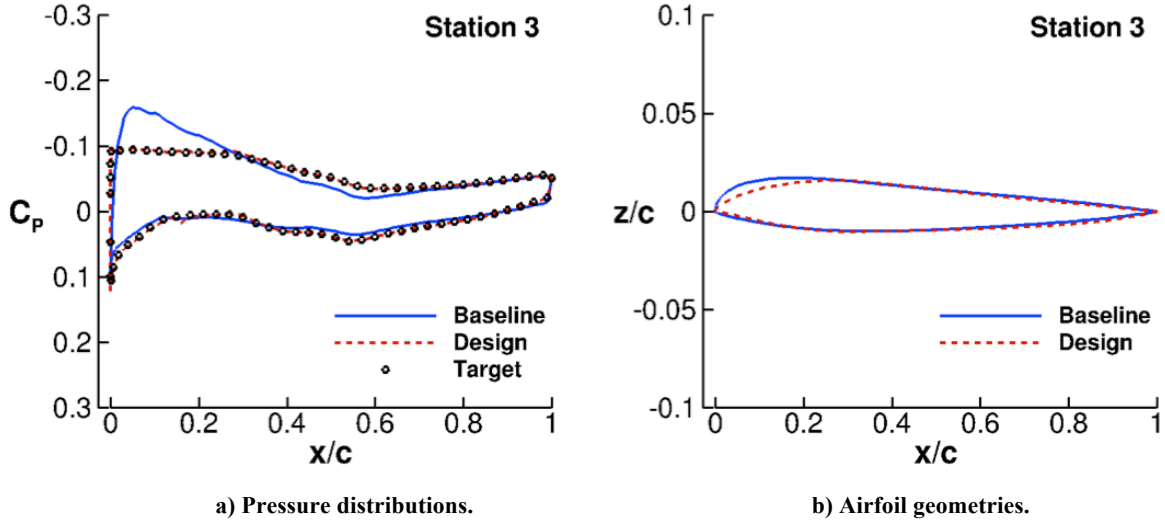 Station 3
-0.3
-0.2
-0.1
0
0.1
0.2
0.3
C_P
Baseline
Design
Target
0 0.2 0.4 0.6 0.8 1
x/c
a) Pressure distributions.
Station 3
0.1
0.05
0
-0.05
-0.1
z/c
Baseline
Design
0 0.2 0.4 0.6 0.8 1
x/c
b) Airfoil geometries.